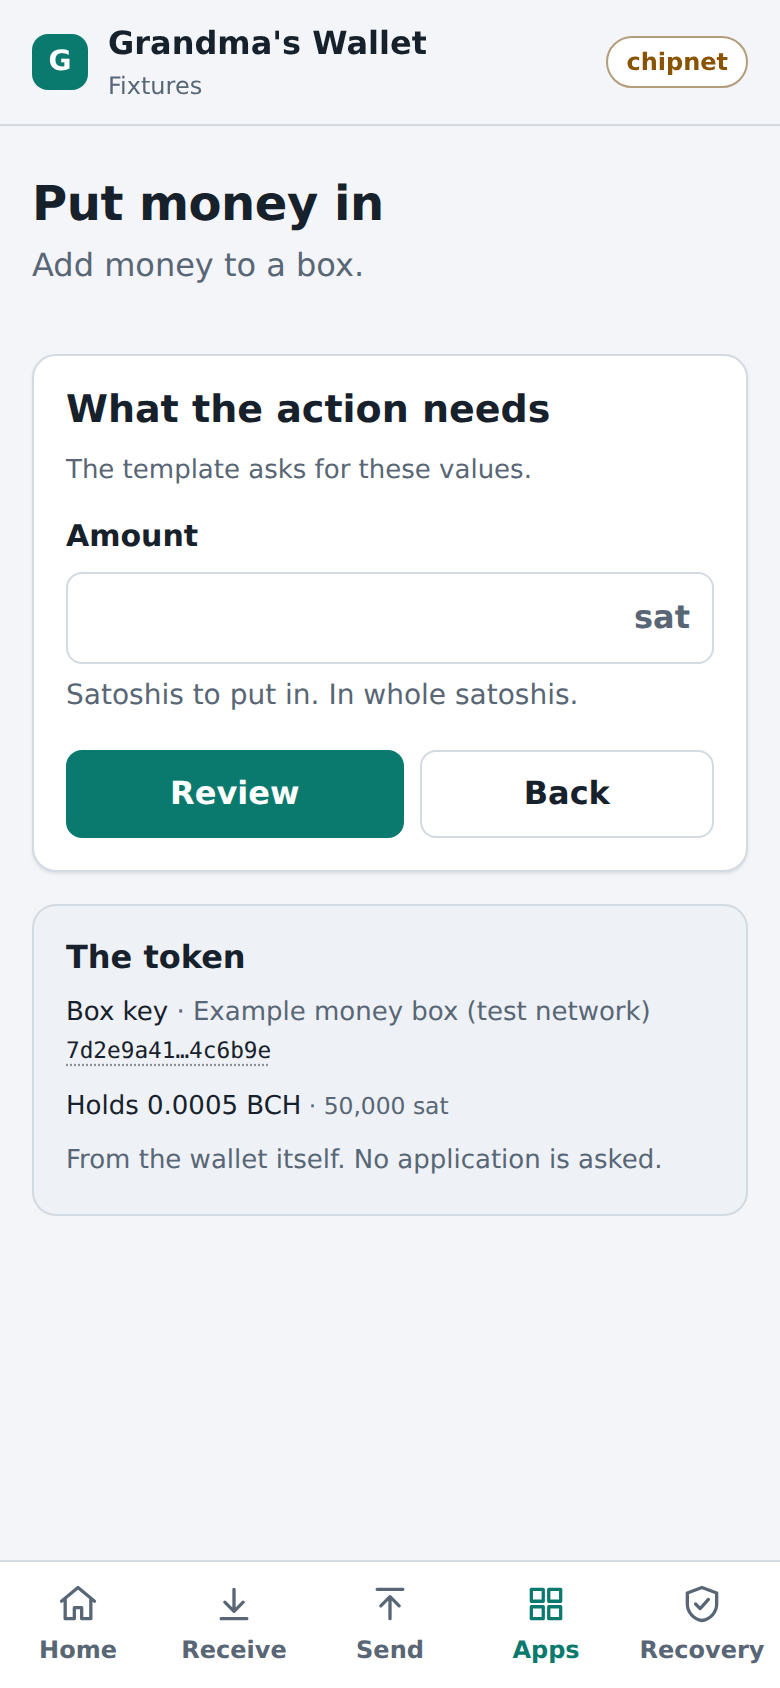 G
Grandma's Wallet
Fixtures
chipnet
Put money in
Add money to a box.
What the action needs
The template asks for these values.
Amount
sat
Satoshis to put in. In whole satoshis.
Review
Back
The token
Box key · Example money box (test network)
7d2e9a41…4c6b9e
Holds 0.0005 BCH · 50,000 sat
From the wallet itself. No application is asked.
Home
Receive
Send
Apps
Recovery